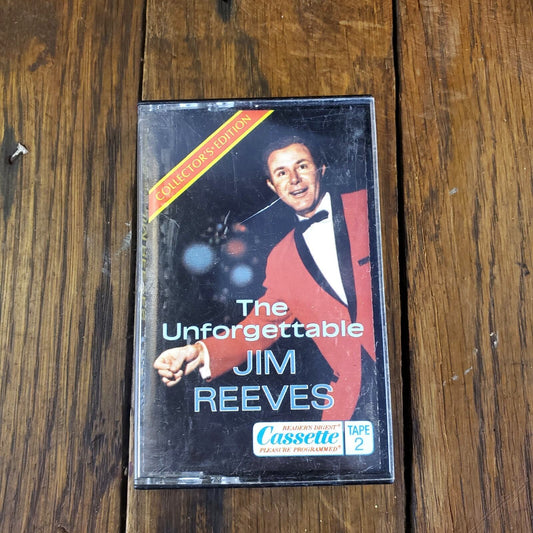 COLLECTOR'S•EDITION
The
Unforgettable
JIM
REEVES
READER'S DIGEST®
Cassette
PLEASURE PROGRAMMED®
TAPE
2